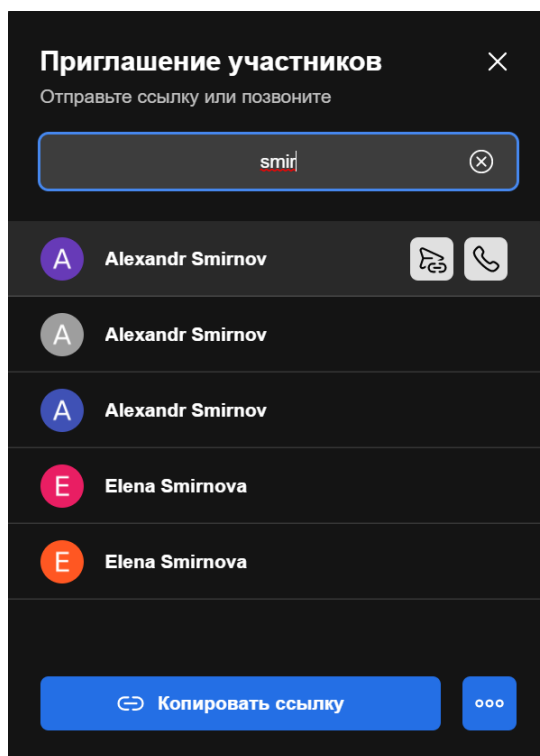 Приглашение участников
Отправьте ссылку или позвоните
smir
A Alexandr Smirnov
A Alexandr Smirnov
A Alexandr Smirnov
E Elena Smirnova
E Elena Smirnova
Копировать ссылку